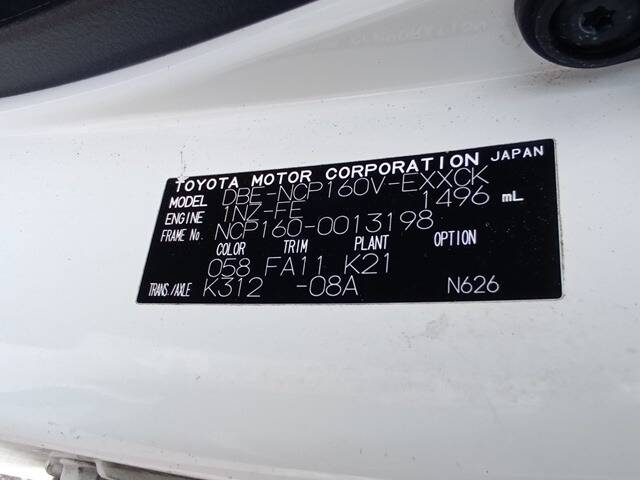 TOYOTA MOTOR CORPORATION JAPAN
MODEL DBE-NCP160V-EXXCK
ENGINE 1NZ-FE 1496 mL
FRAME No. NCP160-0013198
COLOR TRIM PLANT OPTION
058 FA11 K21
TRANS./AXLE K312 -08A N626